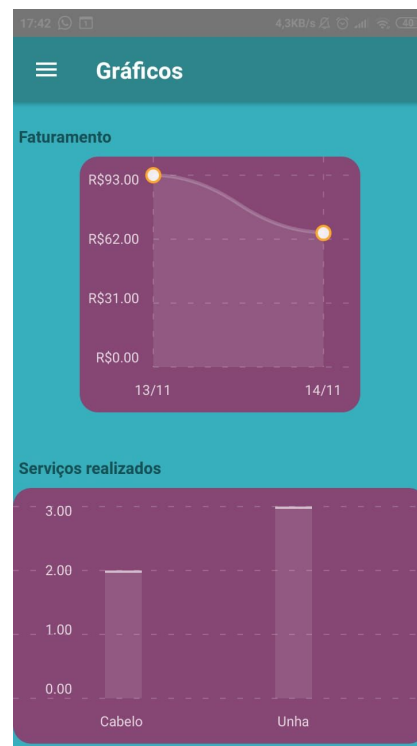 17:42
4,3KB/s 40
Gráficos
Faturamento
R$93.00
R$62.00
R$31.00
R$0.00
13/11 14/11
Serviços realizados
3.00
2.00
1.00
0.00
Cabelo Unha